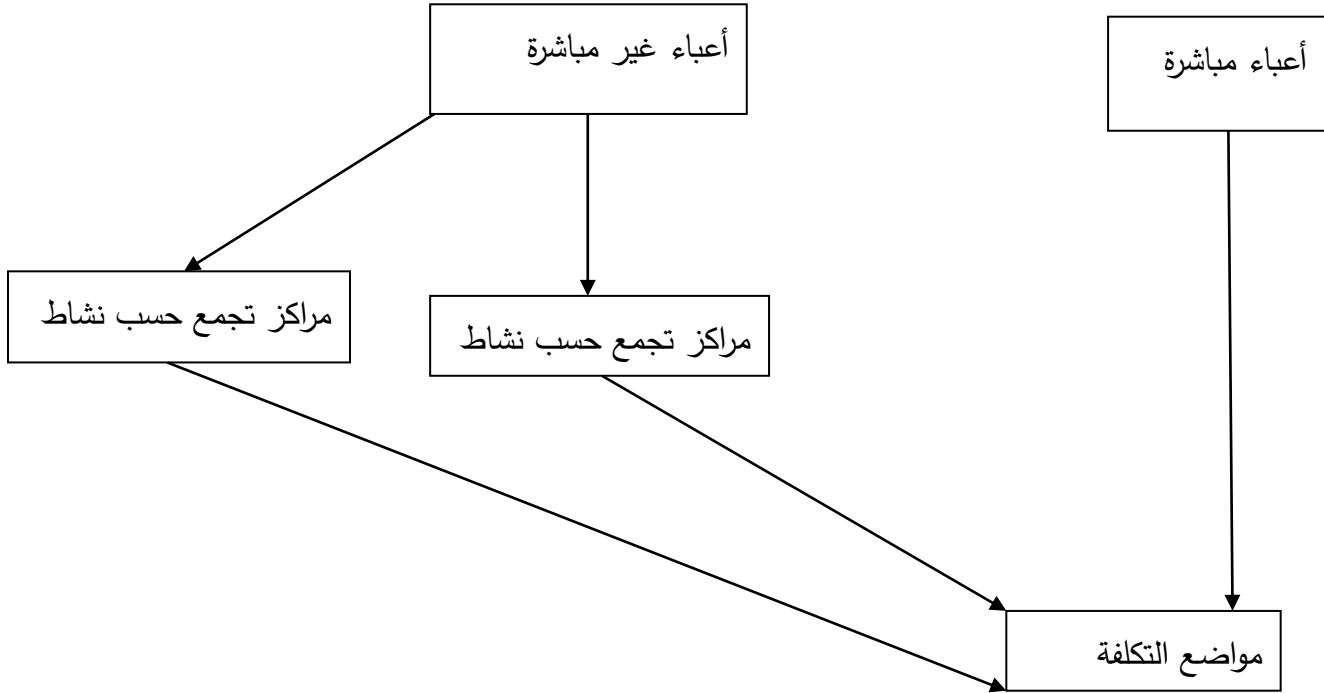 أعباء مباشرة
أعباء غير مباشرة
مراكز تجمع حسب نشاط
مراكز تجمع حسب نشاط
مواضع التكلفة